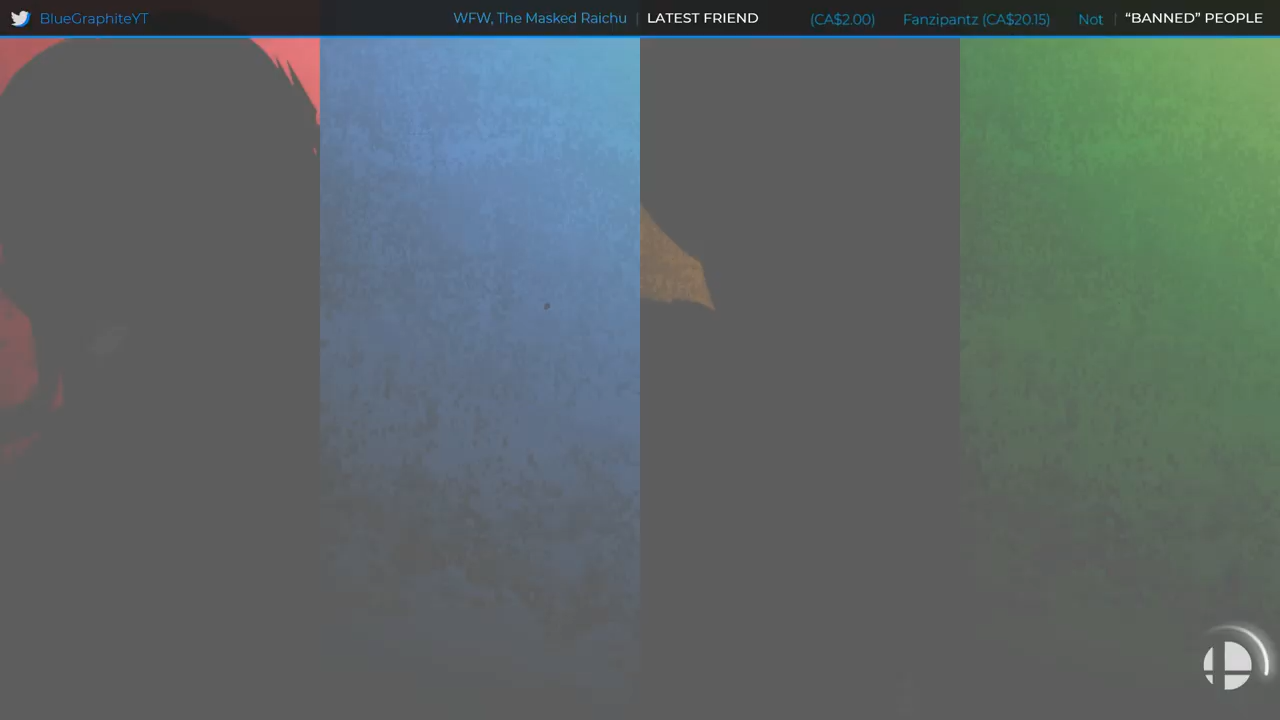 BlueGraphiteYT
WFW, The Masked Raichu | LATEST FRIEND
(CA$2.00) Fanzipantz (CA$20.15) Not | “BANNED” PEOPLE